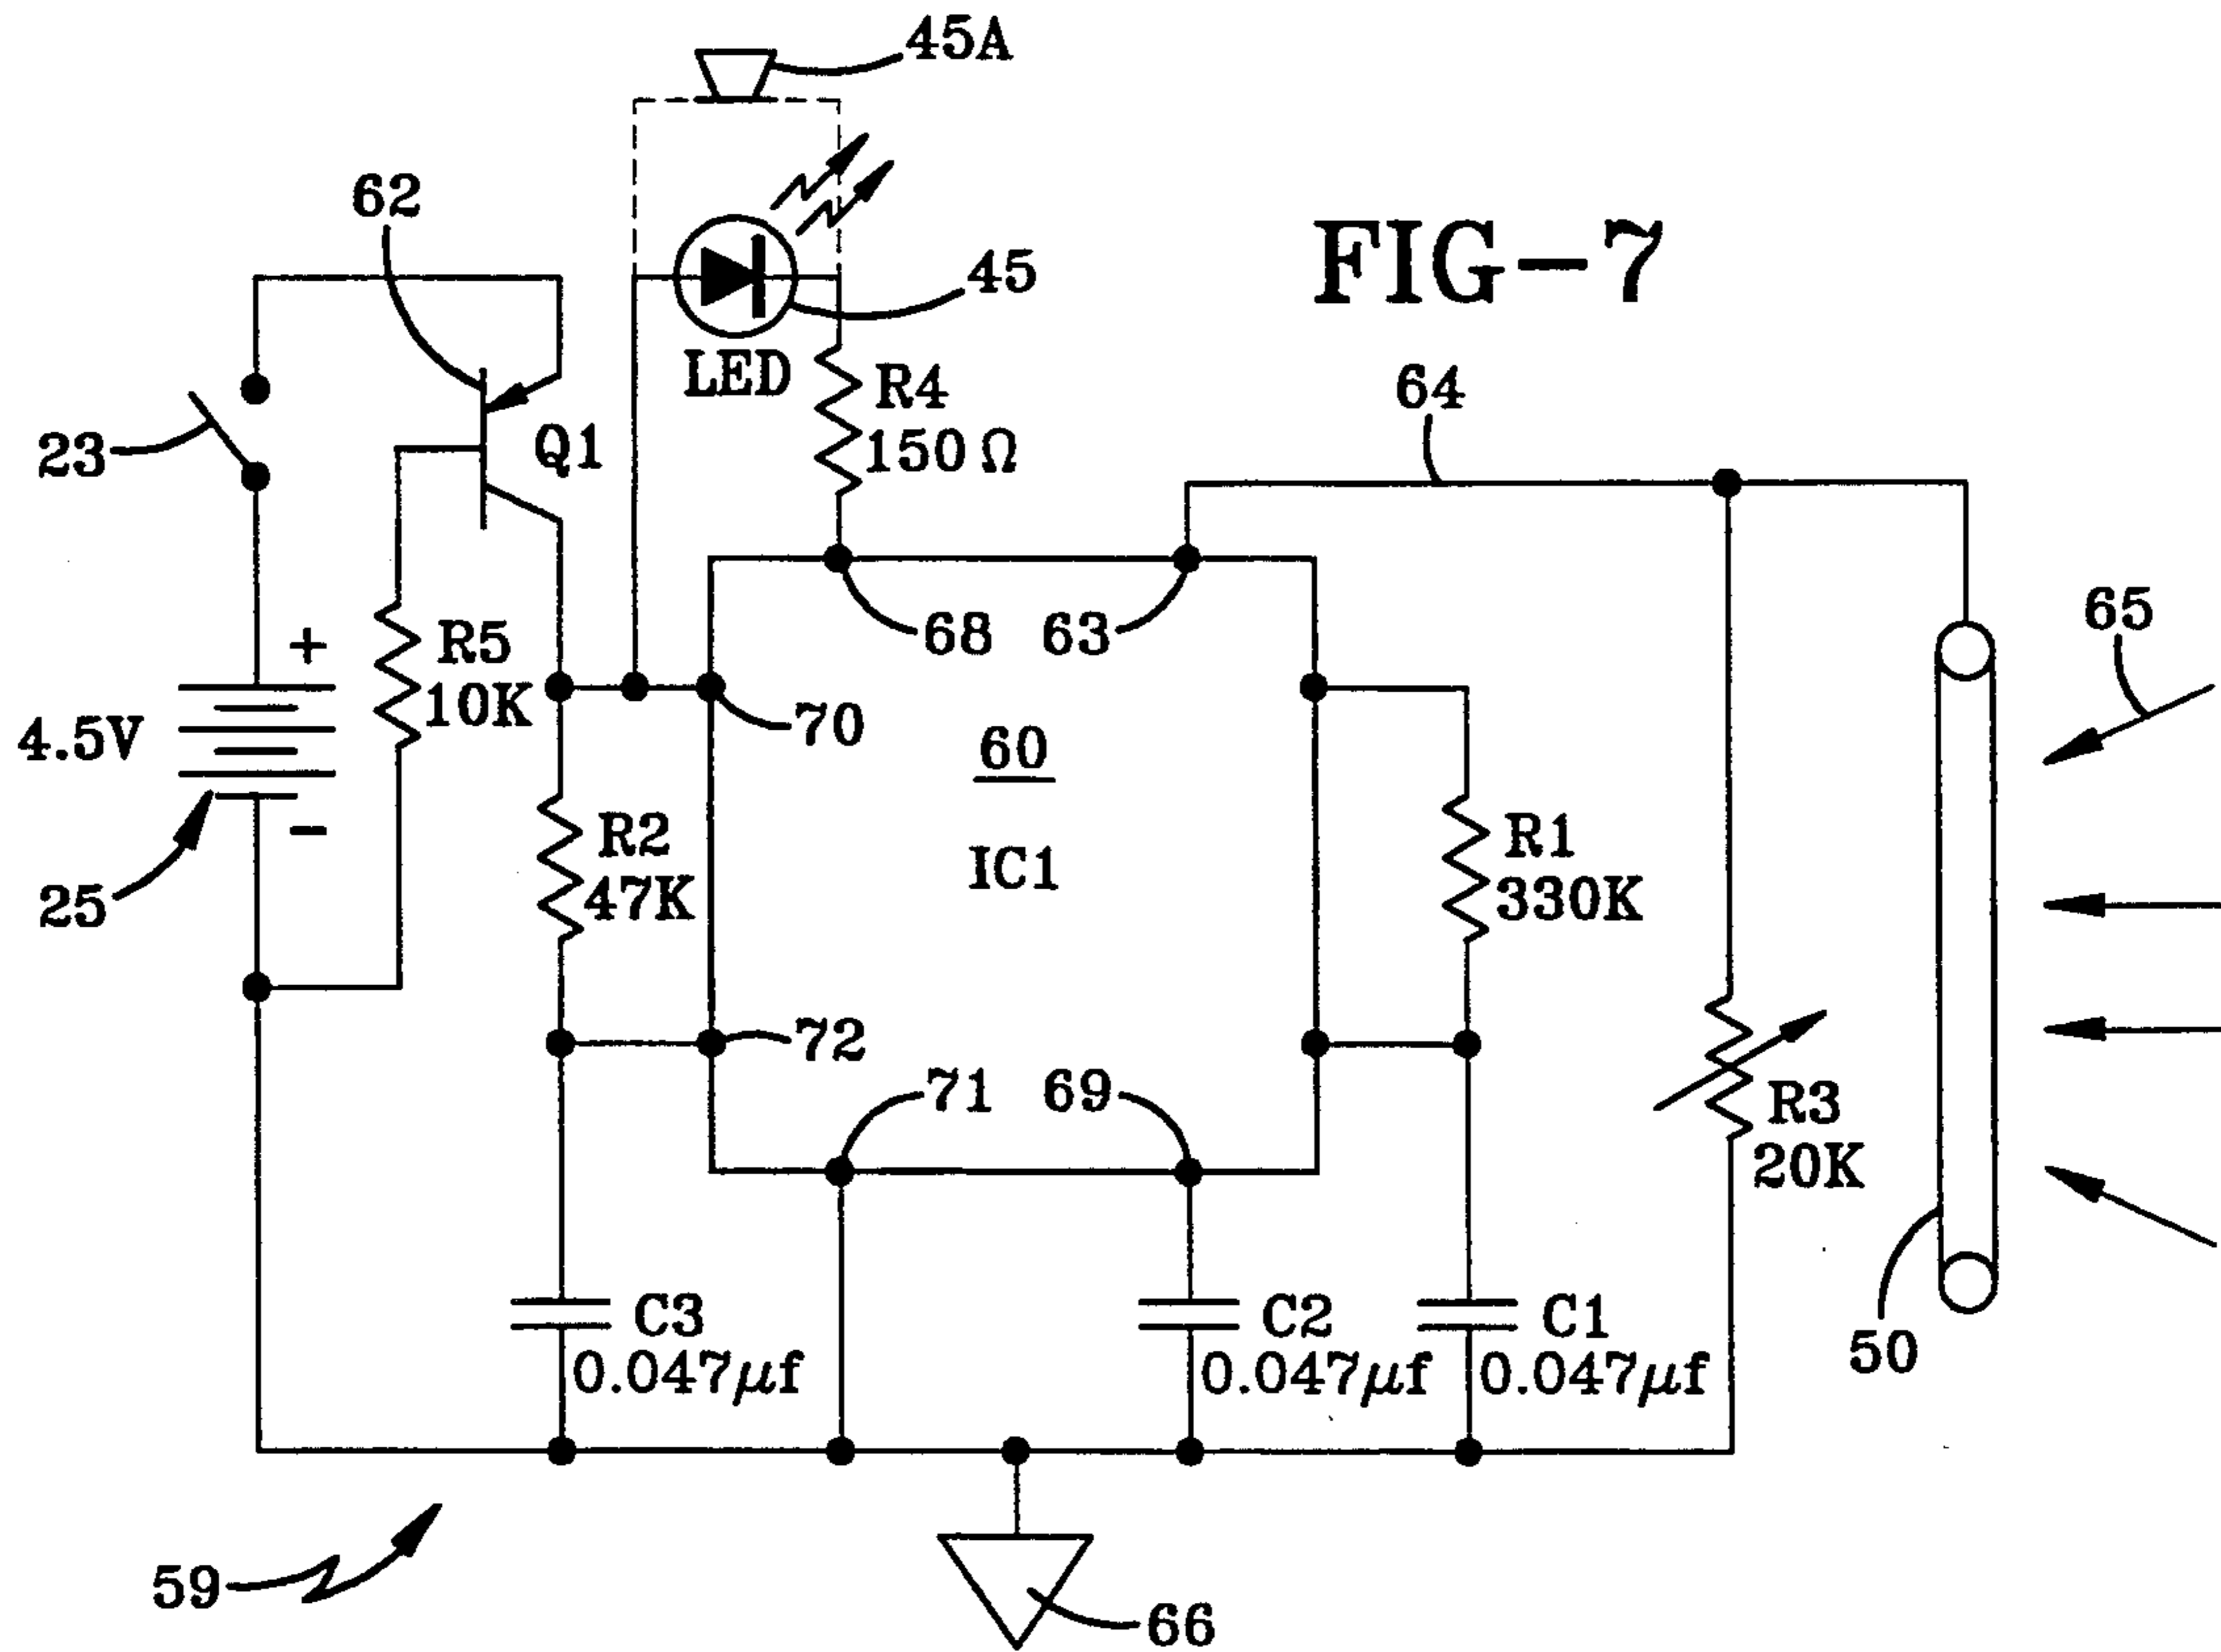 45A
62
FIG-7
45
LED
R4
150 Ω
64
23
Q1
65
68
63
+
R5
10K
4.5V
70
60
IC1
R2
47K
R1
330K
-
25
72
71
69
R3
20K
C3
0.047μf
C2
0.047μf
C1
0.047μf
50
59
66